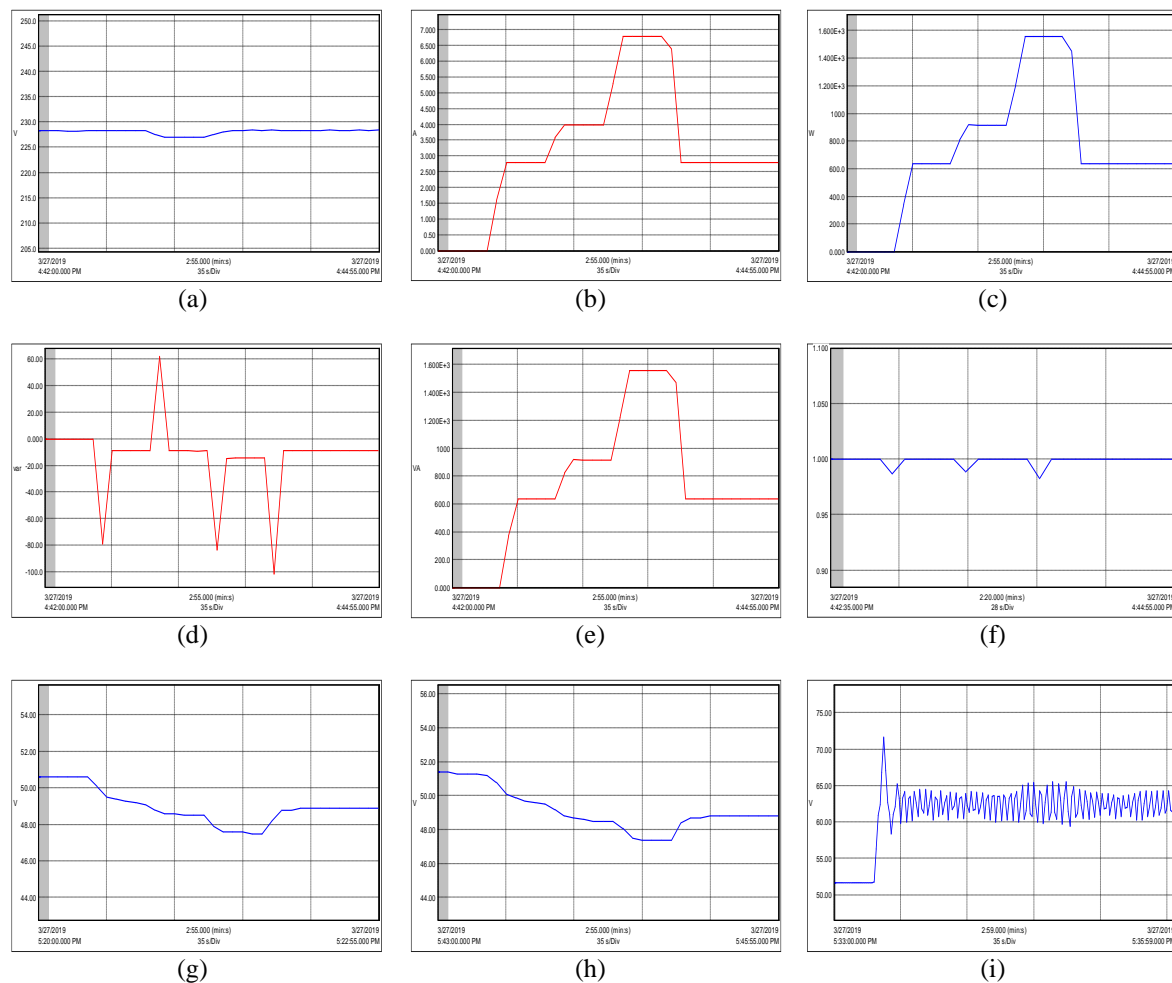 250.0
245.0
240.0
235.0
230.0
V
225.0
220.0
215.0
210.0
205.0
3/27/2019
4:42:00.000 PM
2:55.000 (min:s)
35 s/Div
3/27/2019
4:44:55.000 PM
(a)
7.000
6.500
6.000
5.500
5.000
4.500
4.000
A
3.500
3.000
2.500
2.000
1.500
1.000
0.500
0.000
3/27/2019
4:42:00.000 PM
2:55.000 (min:s)
35 s/Div
3/27/2019
4:44:55.000 PM
(b)
1.600E+3
1.400E+3
1.200E+3
1000
W
800.0
600.0
400.0
200.0
0.000
3/27/2019
4:42:00.000 PM
2:55.000 (min:s)
35 s/Div
3/27/2019
4:44:55.000 PM
(c)
60.00
40.00
20.00
0.000
var
-20.00
-40.00
-60.00
-80.00
-100.0
3/27/2019
4:42:00.000 PM
2:55.000 (min:s)
35 s/Div
3/27/2019
4:44:55.000 PM
(d)
1.600E+3
1.400E+3
1.200E+3
1000
VA
800.0
600.0
400.0
200.0
0.000
3/27/2019
4:42:00.000 PM
2:55.000 (min:s)
35 s/Div
3/27/2019
4:44:55.000 PM
(e)
1.100
1.050
1.000
0.95
0.90
3/27/2019
4:42:35.000 PM
2:20.000 (min:s)
28 s/Div
3/27/2019
4:44:55.000 PM
(f)
54.00
52.00
50.00
V
48.00
46.00
44.00
3/27/2019
5:20:00.000 PM
2:55.000 (min:s)
35 s/Div
3/27/2019
5:22:55.000 PM
(g)
56.00
54.00
52.00
50.00
V
48.00
46.00
44.00
3/27/2019
5:43:00.000 PM
2:55.000 (min:s)
35 s/Div
3/27/2019
5:45:55.000 PM
(h)
75.00
70.00
65.00
V
60.00
55.00
50.00
3/27/2019
5:33:00.000 PM
2:59.000 (min:s)
35 s/Div
3/27/2019
5:35:59.000 PM
(i)